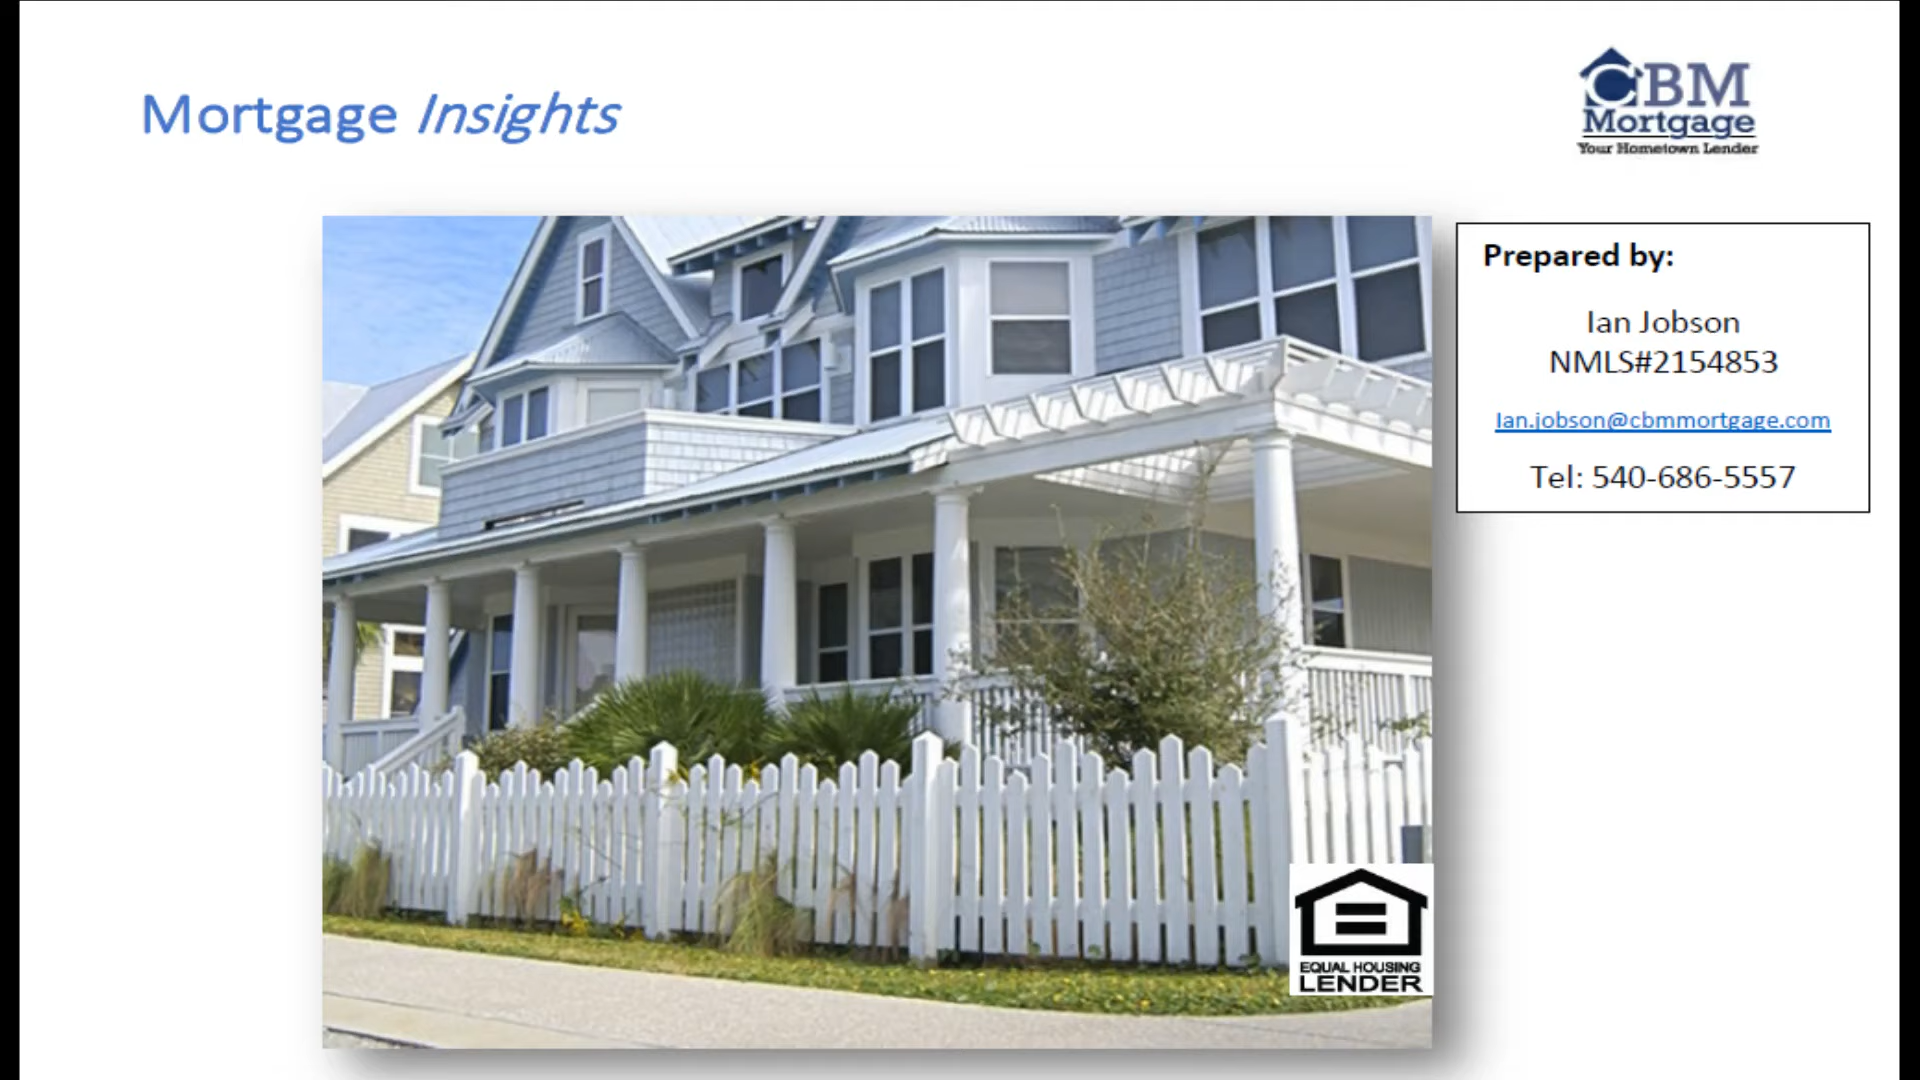 Mortgage Insights
CBM
Mortgage
Your Hometown Lender
Prepared by:
Ian Jobson
NMLS#2154853
Ian.jobson@cbmmortgage.com
Tel: 540-686-5557
EQUAL HOUSING
LENDER